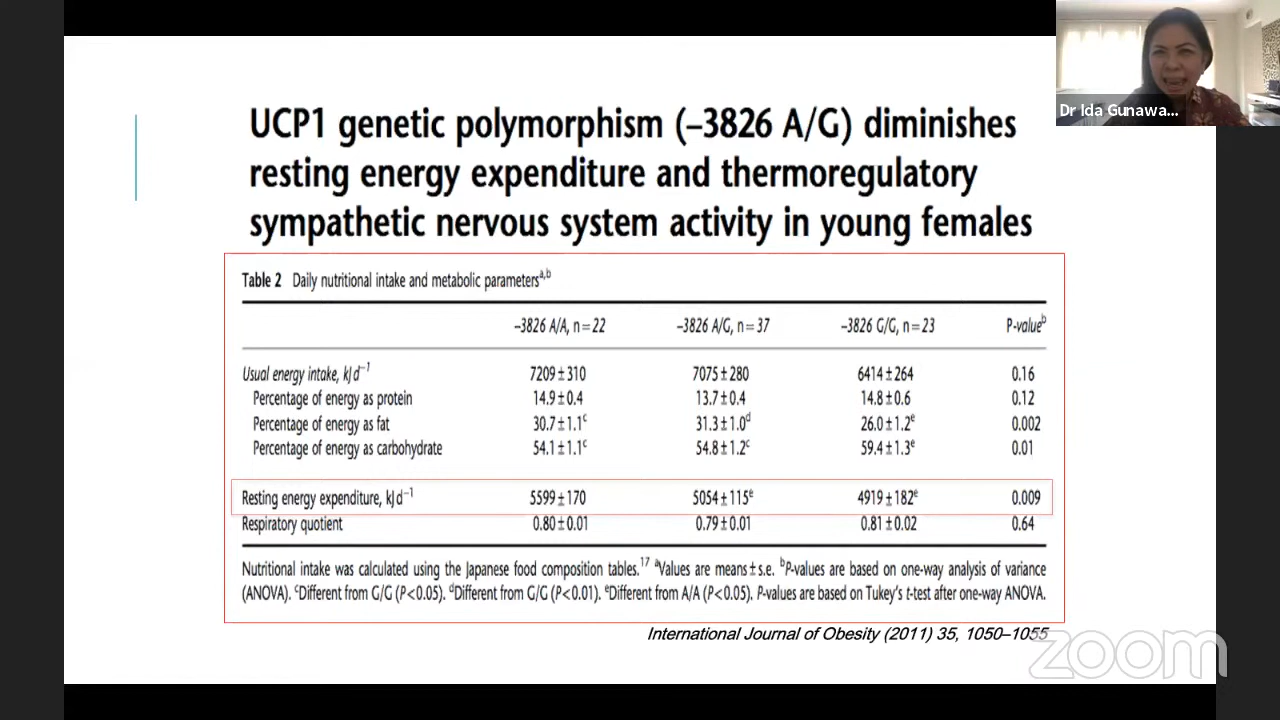 Dr Ida Gunawa...
UCP1 genetic polymorphism (–3826 A/G) diminishes
resting energy expenditure and thermoregulatory
sympathetic nervous system activity in young females
Table 2 Daily nutritional intake and metabolic parametersᵃ,ᵇ
–3826 A/A, n=22 –3826 A/G, n=37 –3826 G/G, n=23 P-valueᵇ
Usual energy intake, kJ d⁻¹ 7209±310 7075±280 6414±264 0.16
Percentage of energy as protein 14.9±0.4 13.7±0.4 14.8±0.6 0.12
Percentage of energy as fat 30.7±1.1ᶜ 31.3±1.0ᵈ 26.0±1.2ᵉ 0.002
Percentage of energy as carbohydrate 54.1±1.1ᶜ 54.8±1.2ᶜ 59.4±1.3ᵉ 0.01
Resting energy expenditure, kJ d⁻¹ 5599±170 5054±115ᵉ 4919±182ᵉ 0.009
Respiratory quotient 0.80±0.01 0.79±0.01 0.81±0.02 0.64
Nutritional intake was calculated using the Japanese food composition tables.¹⁷ ᵃValues are means±s.e. ᵇP-values are based on one-way analysis of variance
(ANOVA). ᶜDifferent from G/G (P<0.05). ᵈDifferent from G/G (P<0.01). ᵉDifferent from A/A (P<0.05). P-values are based on Tukey's t-test after one-way ANOVA.
International Journal of Obesity (2011) 35, 1050–1055
zoom